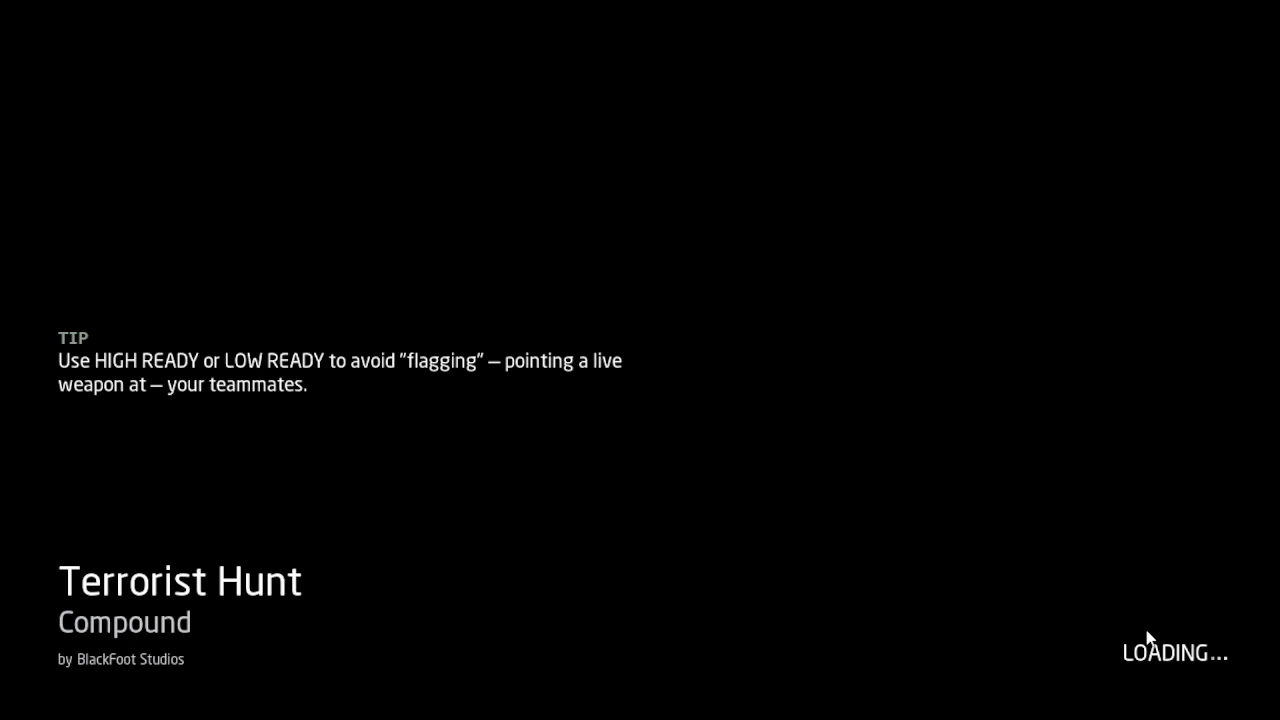 TIP
Use HIGH READY or LOW READY to avoid "flagging" — pointing a live
weapon at — your teammates.
Terrorist Hunt
Compound
by BlackFoot Studios
LOADING...